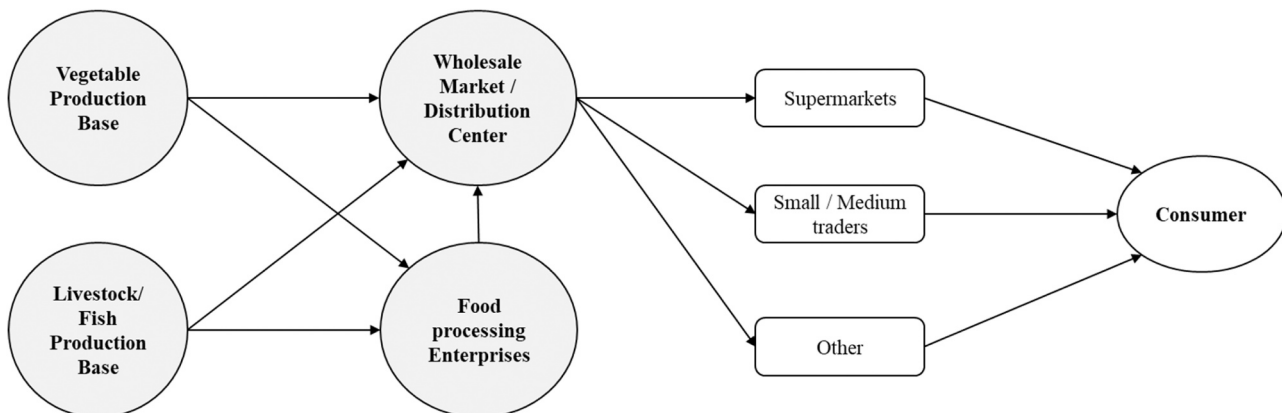 Vegetable
Production
Base
Wholesale
Market /
Distribution
Center
Supermarkets
Small / Medium
traders
Consumer
Livestock/
Fish
Production
Base
Food
processing
Enterprises
Other